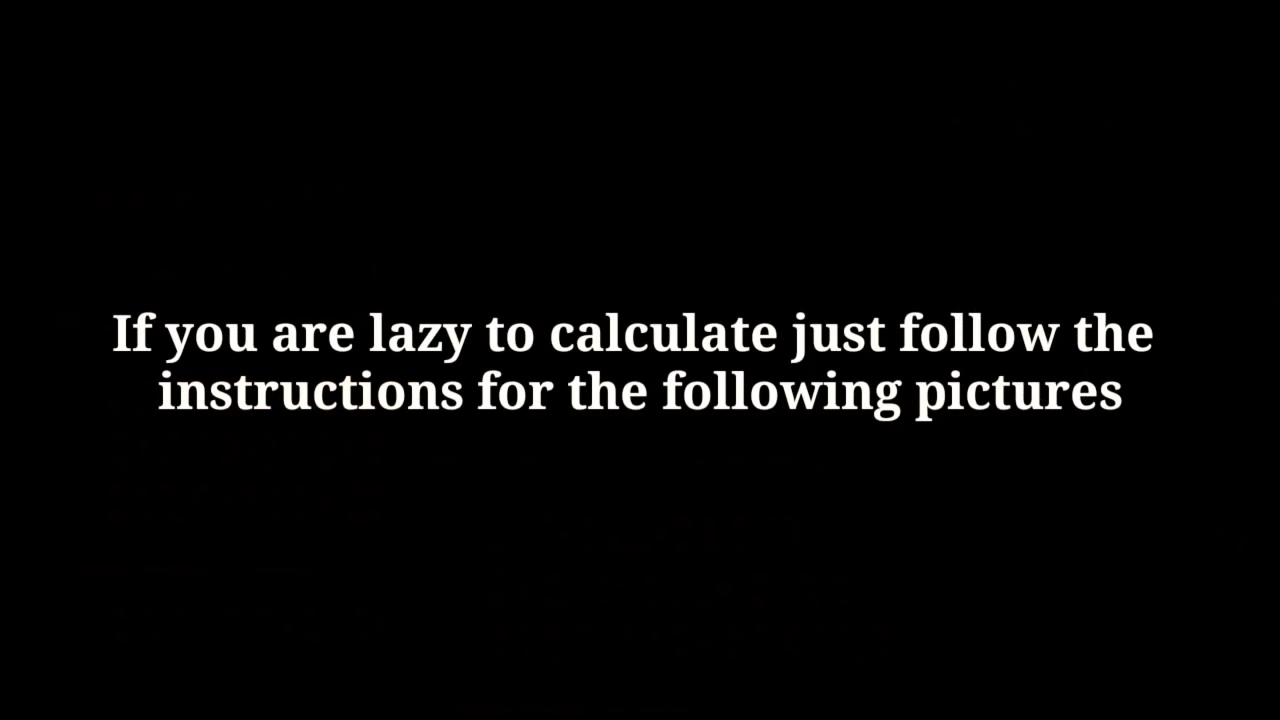 If you are lazy to calculate just follow the
instructions for the following pictures